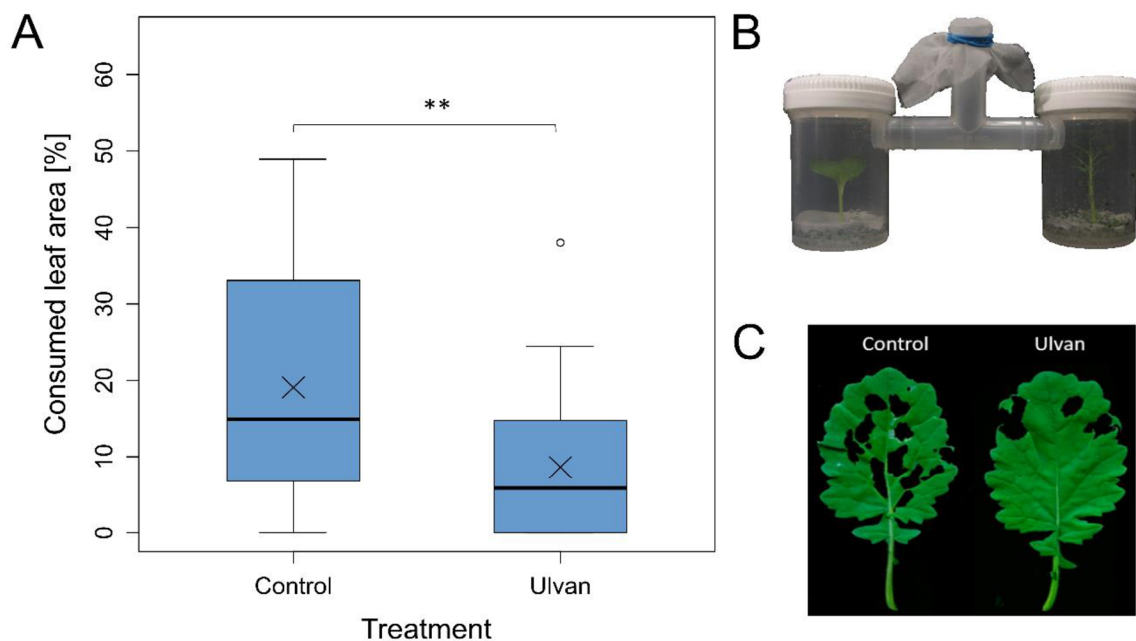 A
Consumed leaf area [%]
60
50
40
30
20
10
0
**
Control
Ulvan
Treatment
B
C
Control
Ulvan